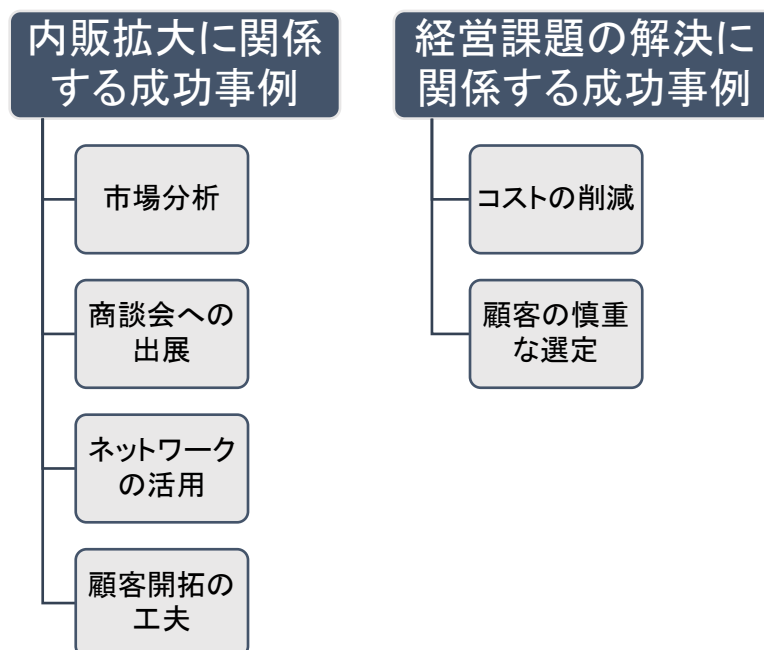 内販拡大に関係
する成功事例
市場分析
商談会への
出展
ネットワーク
の活用
顧客開拓の
工夫
経営課題の解決に
関係する成功事例
コストの削減
顧客の慎重
な選定